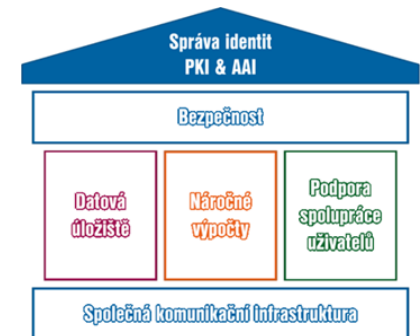 Správa identit
PKI & AAI
Bezpečnost
Datová
úložiště
Náročné
výpočty
Podpora
spolupráce
uživatelů
Společná komunikační infrastruktura